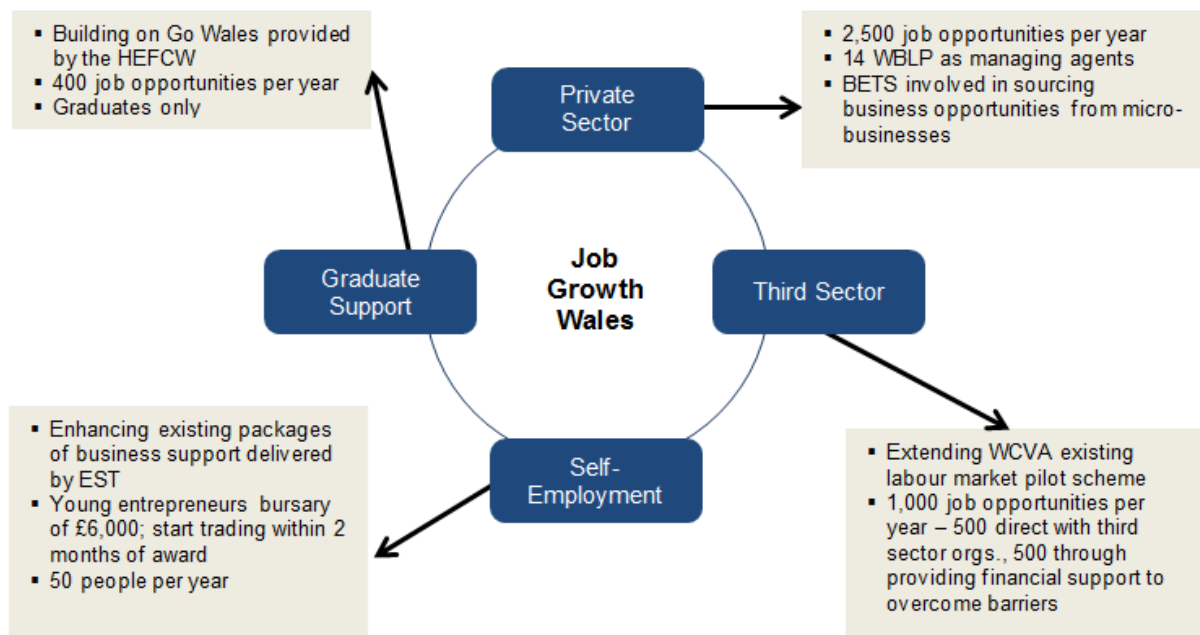 ▪ Building on Go Wales provided
by the HEFCW
▪ 400 job opportunities per year
▪ Graduates only
▪ 2,500 job opportunities per year
▪ 14 WBLP as managing agents
▪ BETS involved in sourcing
business opportunities from micro-
businesses
Private
Sector
Graduate
Support
Job
Growth
Wales
Third Sector
▪ Enhancing existing packages
of business support delivered
by EST
▪ Young entrepreneurs bursary
of £6,000; start trading within 2
months of award
▪ 50 people per year
Self-
Employment
▪ Extending WCVA existing
labour market pilot scheme
▪ 1,000 job opportunities per
year – 500 direct with third
sector orgs., 500 through
providing financial support to
overcome barriers